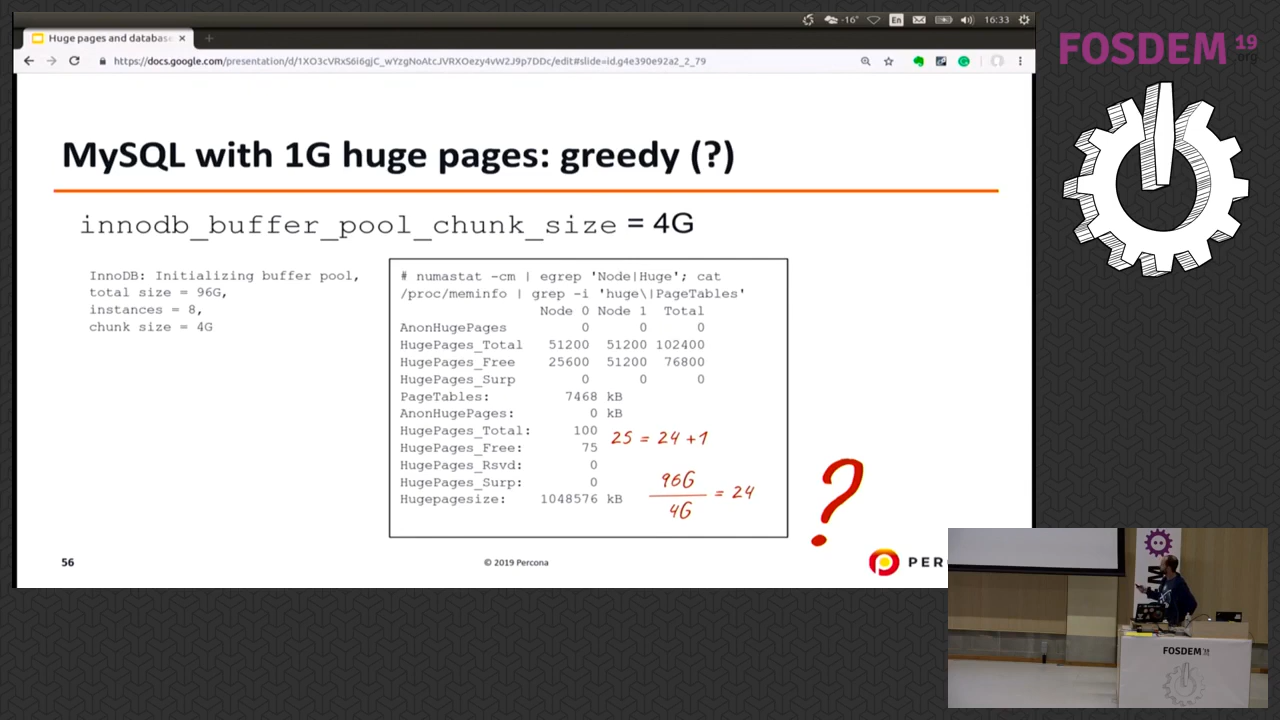 -16° En 16:33
Huge pages and databas
https://docs.google.com/presentation/d/1XO3cVRxS6i6gjC_wYzgNoAtcJVRXOezy4vW2J9p7DDc/edit#slide=id.g4e390e92a2_2_79
FOSDEM 19
.org
MySQL with 1G huge pages: greedy (?)
innodb_buffer_pool_chunk_size = 4G
InnoDB: Initializing buffer pool,
total size = 96G,
instances = 8,
chunk size = 4G
# numastat -cm | egrep 'Node|Huge'; cat
/proc/meminfo | grep -i 'huge\|PageTables'
Node 0 Node 1 Total
AnonHugePages 0 0 0
HugePages_Total 51200 51200 102400
HugePages_Free 25600 51200 76800
HugePages_Surp 0 0 0
PageTables: 7468 kB
AnonHugePages: 0 kB
HugePages_Total: 100
HugePages_Free: 75
HugePages_Rsvd: 0
HugePages_Surp: 0
Hugepagesize: 1048576 kB
25 = 24 + 1
96G
4G
= 24
?
56
© 2019 Percona
PER
FOSDEM